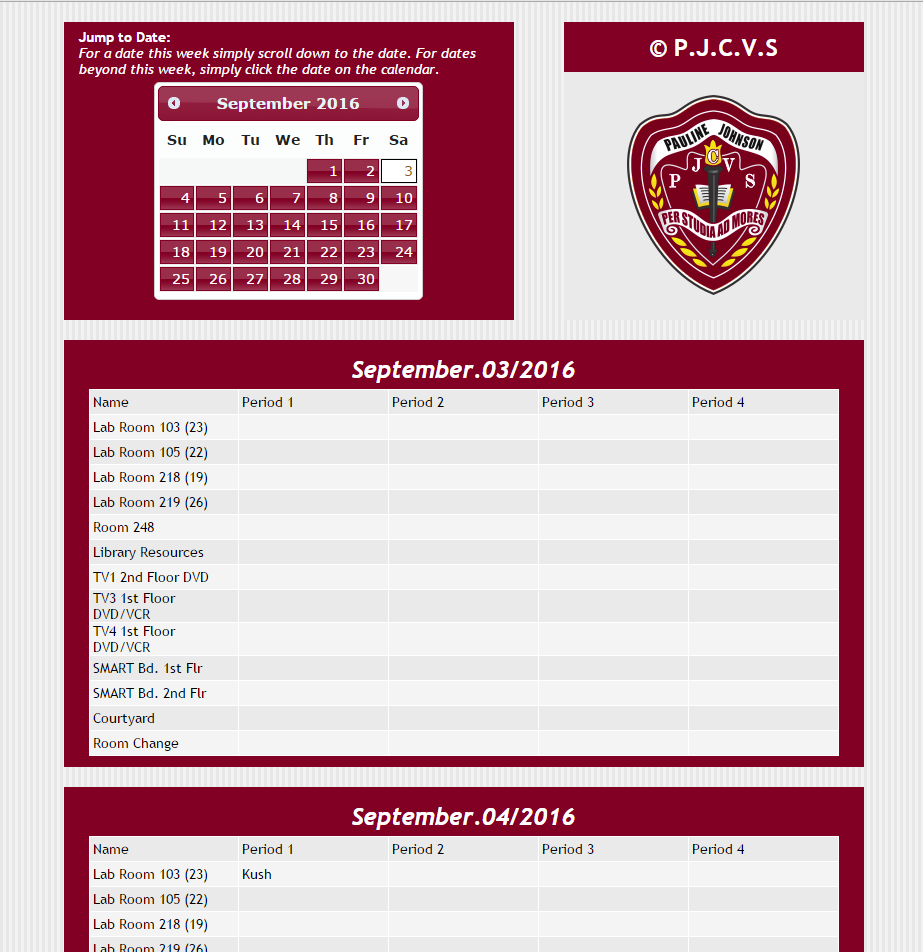 Jump to Date:
For a date this week simply scroll down to the date. For dates
beyond this week, simply click the date on the calendar.
September 2016
Su Mo Tu We Th Fr Sa
1 2 3
4 5 6 7 8 9 10
11 12 13 14 15 16 17
18 19 20 21 22 23 24
25 26 27 28 29 30
© P.J.C.V.S
PAULINE JOHNSON
J C V
P S
PER STUDIA AD MORES
September.03/2016
Name Period 1 Period 2 Period 3 Period 4
Lab Room 103 (23)
Lab Room 105 (22)
Lab Room 218 (19)
Lab Room 219 (26)
Room 248
Library Resources
TV1 2nd Floor DVD
TV3 1st Floor
DVD/VCR
TV4 1st Floor
DVD/VCR
SMART Bd. 1st Flr
SMART Bd. 2nd Flr
Courtyard
Room Change
September.04/2016
Name Period 1 Period 2 Period 3 Period 4
Lab Room 103 (23) Kush
Lab Room 105 (22)
Lab Room 218 (19)
Lab Room 219 (26)